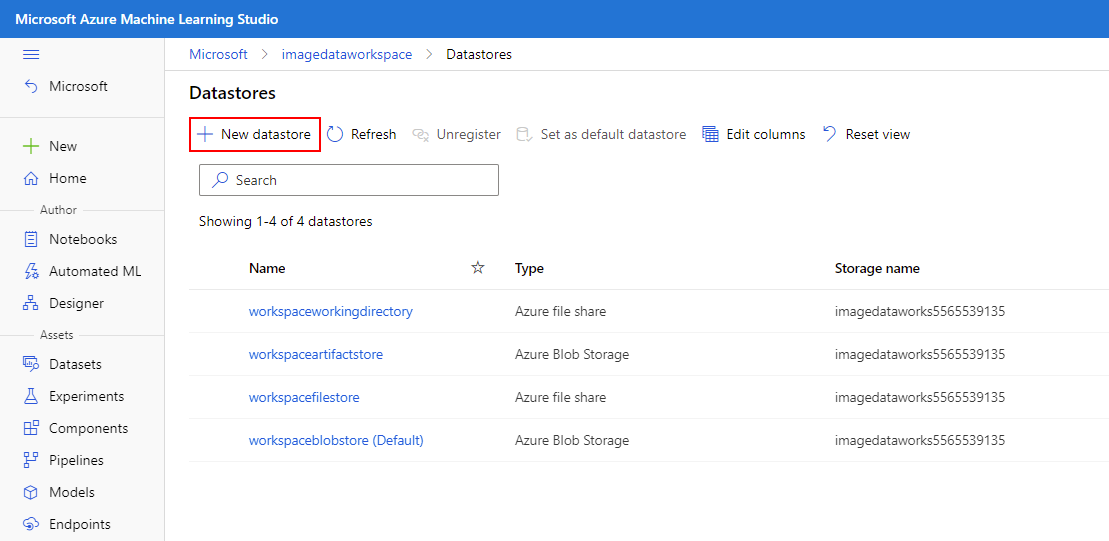 Microsoft Azure Machine Learning Studio
Microsoft
New
Home
Author
Notebooks
Automated ML
Designer
Assets
Datasets
Experiments
Components
Pipelines
Models
Endpoints
Microsoft > imagedataworkspace > Datastores
Datastores
New datastore Refresh Unregister Set as default datastore Edit columns Reset view
Search
Showing 1-4 of 4 datastores
Name Type Storage name
workspaceworkingdirectory Azure file share imagedataworks5565539135
workspaceartifactstore Azure Blob Storage imagedataworks5565539135
workspacefilestore Azure file share imagedataworks5565539135
workspaceblobstore (Default) Azure Blob Storage imagedataworks5565539135